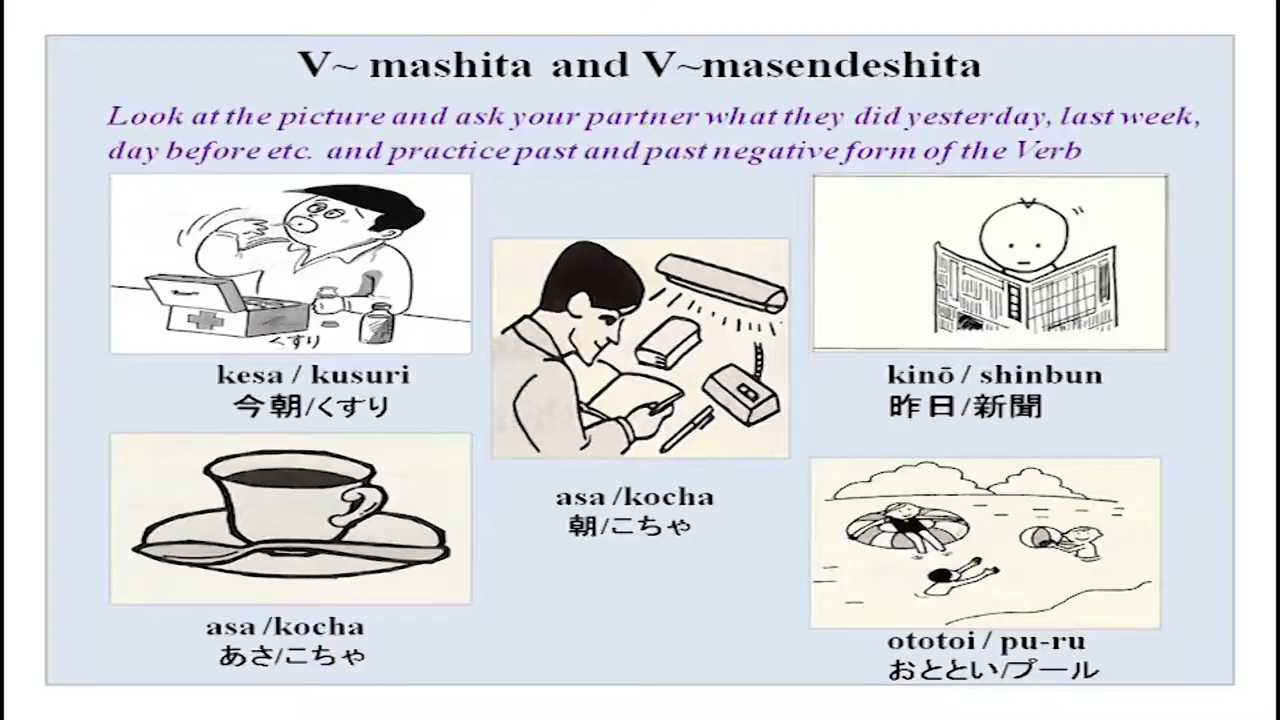 V~ mashita and V~masendeshita
Look at the picture and ask your partner what they did yesterday, last week,
day before etc. and practice past and past negative form of the Verb
くすり
kesa / kusuri
今朝/くすり
asa /kocha
朝/こちゃ
kinō / shinbun
昨日/新聞
asa /kocha
あさ/こちゃ
ototoi / pu-ru
おととい/プール